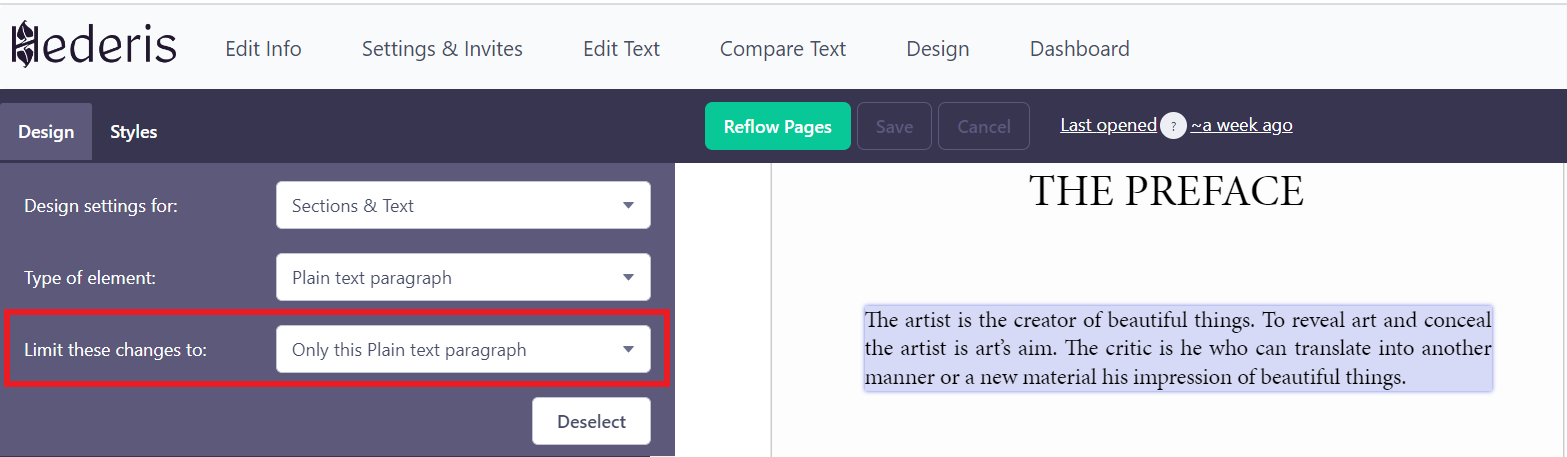 Hederis Edit Info Settings & Invites Edit Text Compare Text Design Dashboard
Design Styles Reflow Pages Save Cancel Last opened ? ~a week ago
Design settings for: Sections & Text
Type of element: Plain text paragraph
Limit these changes to: Only this Plain text paragraph
Deselect
THE PREFACE
The artist is the creator of beautiful things. To reveal art and conceal
the artist is art’s aim. The critic is he who can translate into another
manner or a new material his impression of beautiful things.